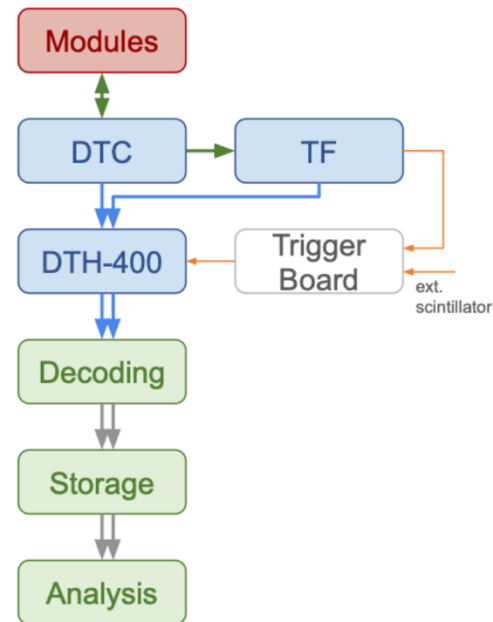 Modules
DTC
TF
DTH-400
Trigger
Board
ext.
scintillator
Decoding
Storage
Analysis